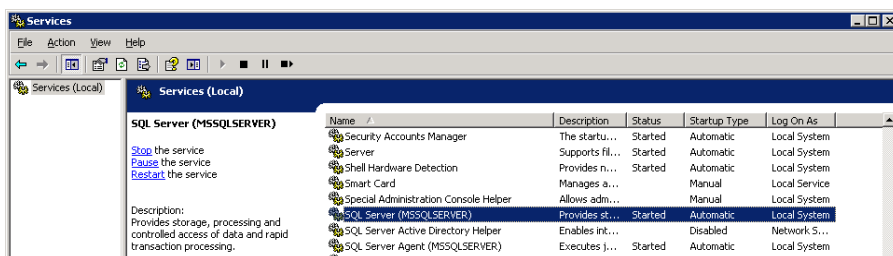 Services
File Action View Help
Services (Local)
Services (Local)
SQL Server (MSSQLSERVER)
Stop the service
Pause the service
Restart the service
Description:
Provides storage, processing and
controlled access of data and rapid
transaction processing.
Name Description Status Startup Type Log On As
Security Accounts Manager The startu... Started Automatic Local System
Server Supports fil... Started Automatic Local System
Shell Hardware Detection Provides n... Started Automatic Local System
Smart Card Manages a... Manual Local Service
Special Administration Console Helper Allows adm... Manual Local System
SQL Server (MSSQLSERVER) Provides st... Started Automatic Local System
SQL Server Active Directory Helper Enables int... Disabled Network S...
SQL Server Agent (MSSQLSERVER) Executes j... Started Automatic Local System